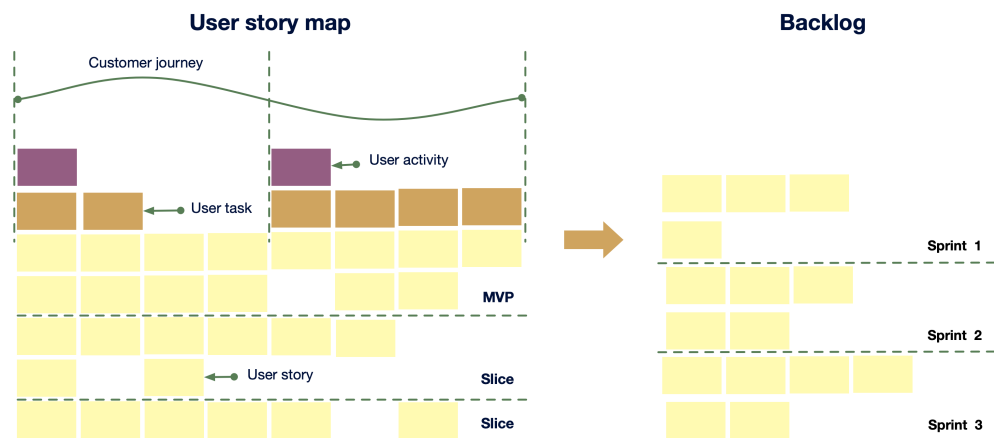 User story map
Backlog
Customer journey
User activity
User task
Sprint 1
MVP
Sprint 2
User story
Slice
Slice
Sprint 3